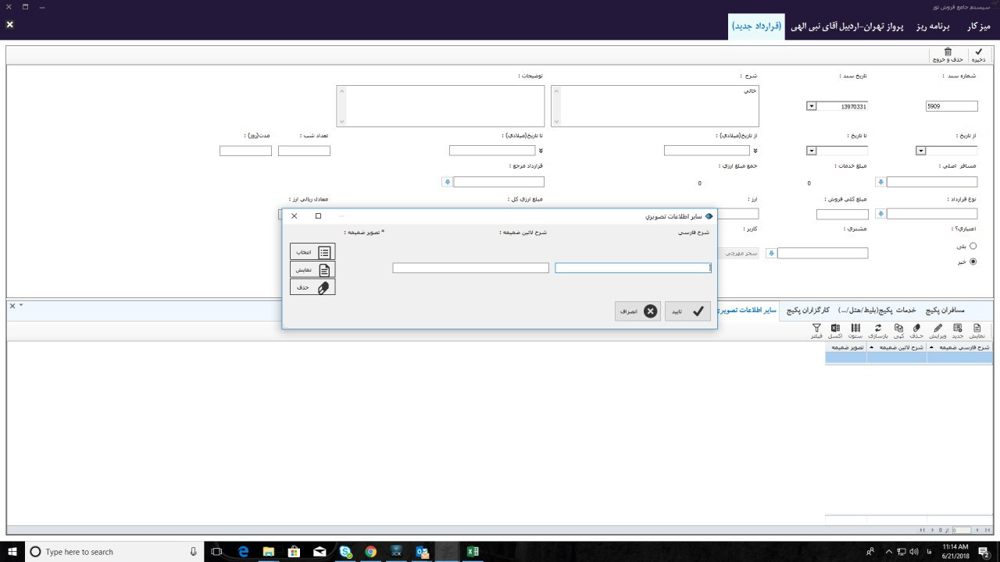 سیستم جامع فروش تور
میز کار برنامه ریز پرواز تهران-اردبیل آقای نبی الهی (قرارداد جدید)
ذخیره حذف و خروج
شماره سند : تاریخ سند : شرح : توضیحات :
5909 13970331 خالی
از تاریخ : تا تاریخ : از تاریخ(میلادی) : تا تاریخ(میلادی) : تعداد شب : مدت(روز) :
مسافر اصلی : مبلغ خدمات : جمع مبلغ ارزی : قرارداد مرجع :
0 0
نوع قرارداد : مبلغ کلی فروش : ارز : مبلغ ارزی کل : معادل ریالی ارز :
سایر اطلاعات تصویری
اعتباری؟ : مشتری : کاربر :
بلی
خیر
سحر مهرجی
شرح فارسی شرح لاتین ضمیمه : * تصویر ضمیمه :
انتخاب
نمایش
حذف
تایید انصراف
مسافران پکیج خدمات پکیج(بلیط/هتل/...) کارگزاران پکیج سایر اطلاعات تصویری
نمایش جدید ویرایش حذف کپی بازسازی ستون اکسل فیلتر
شرح فارسی ضمیمه شرح لاتین ضمیمه تصویر ضمیمه
0 از 0
Type here to search
فا
11:14 AM
6/21/2018
2